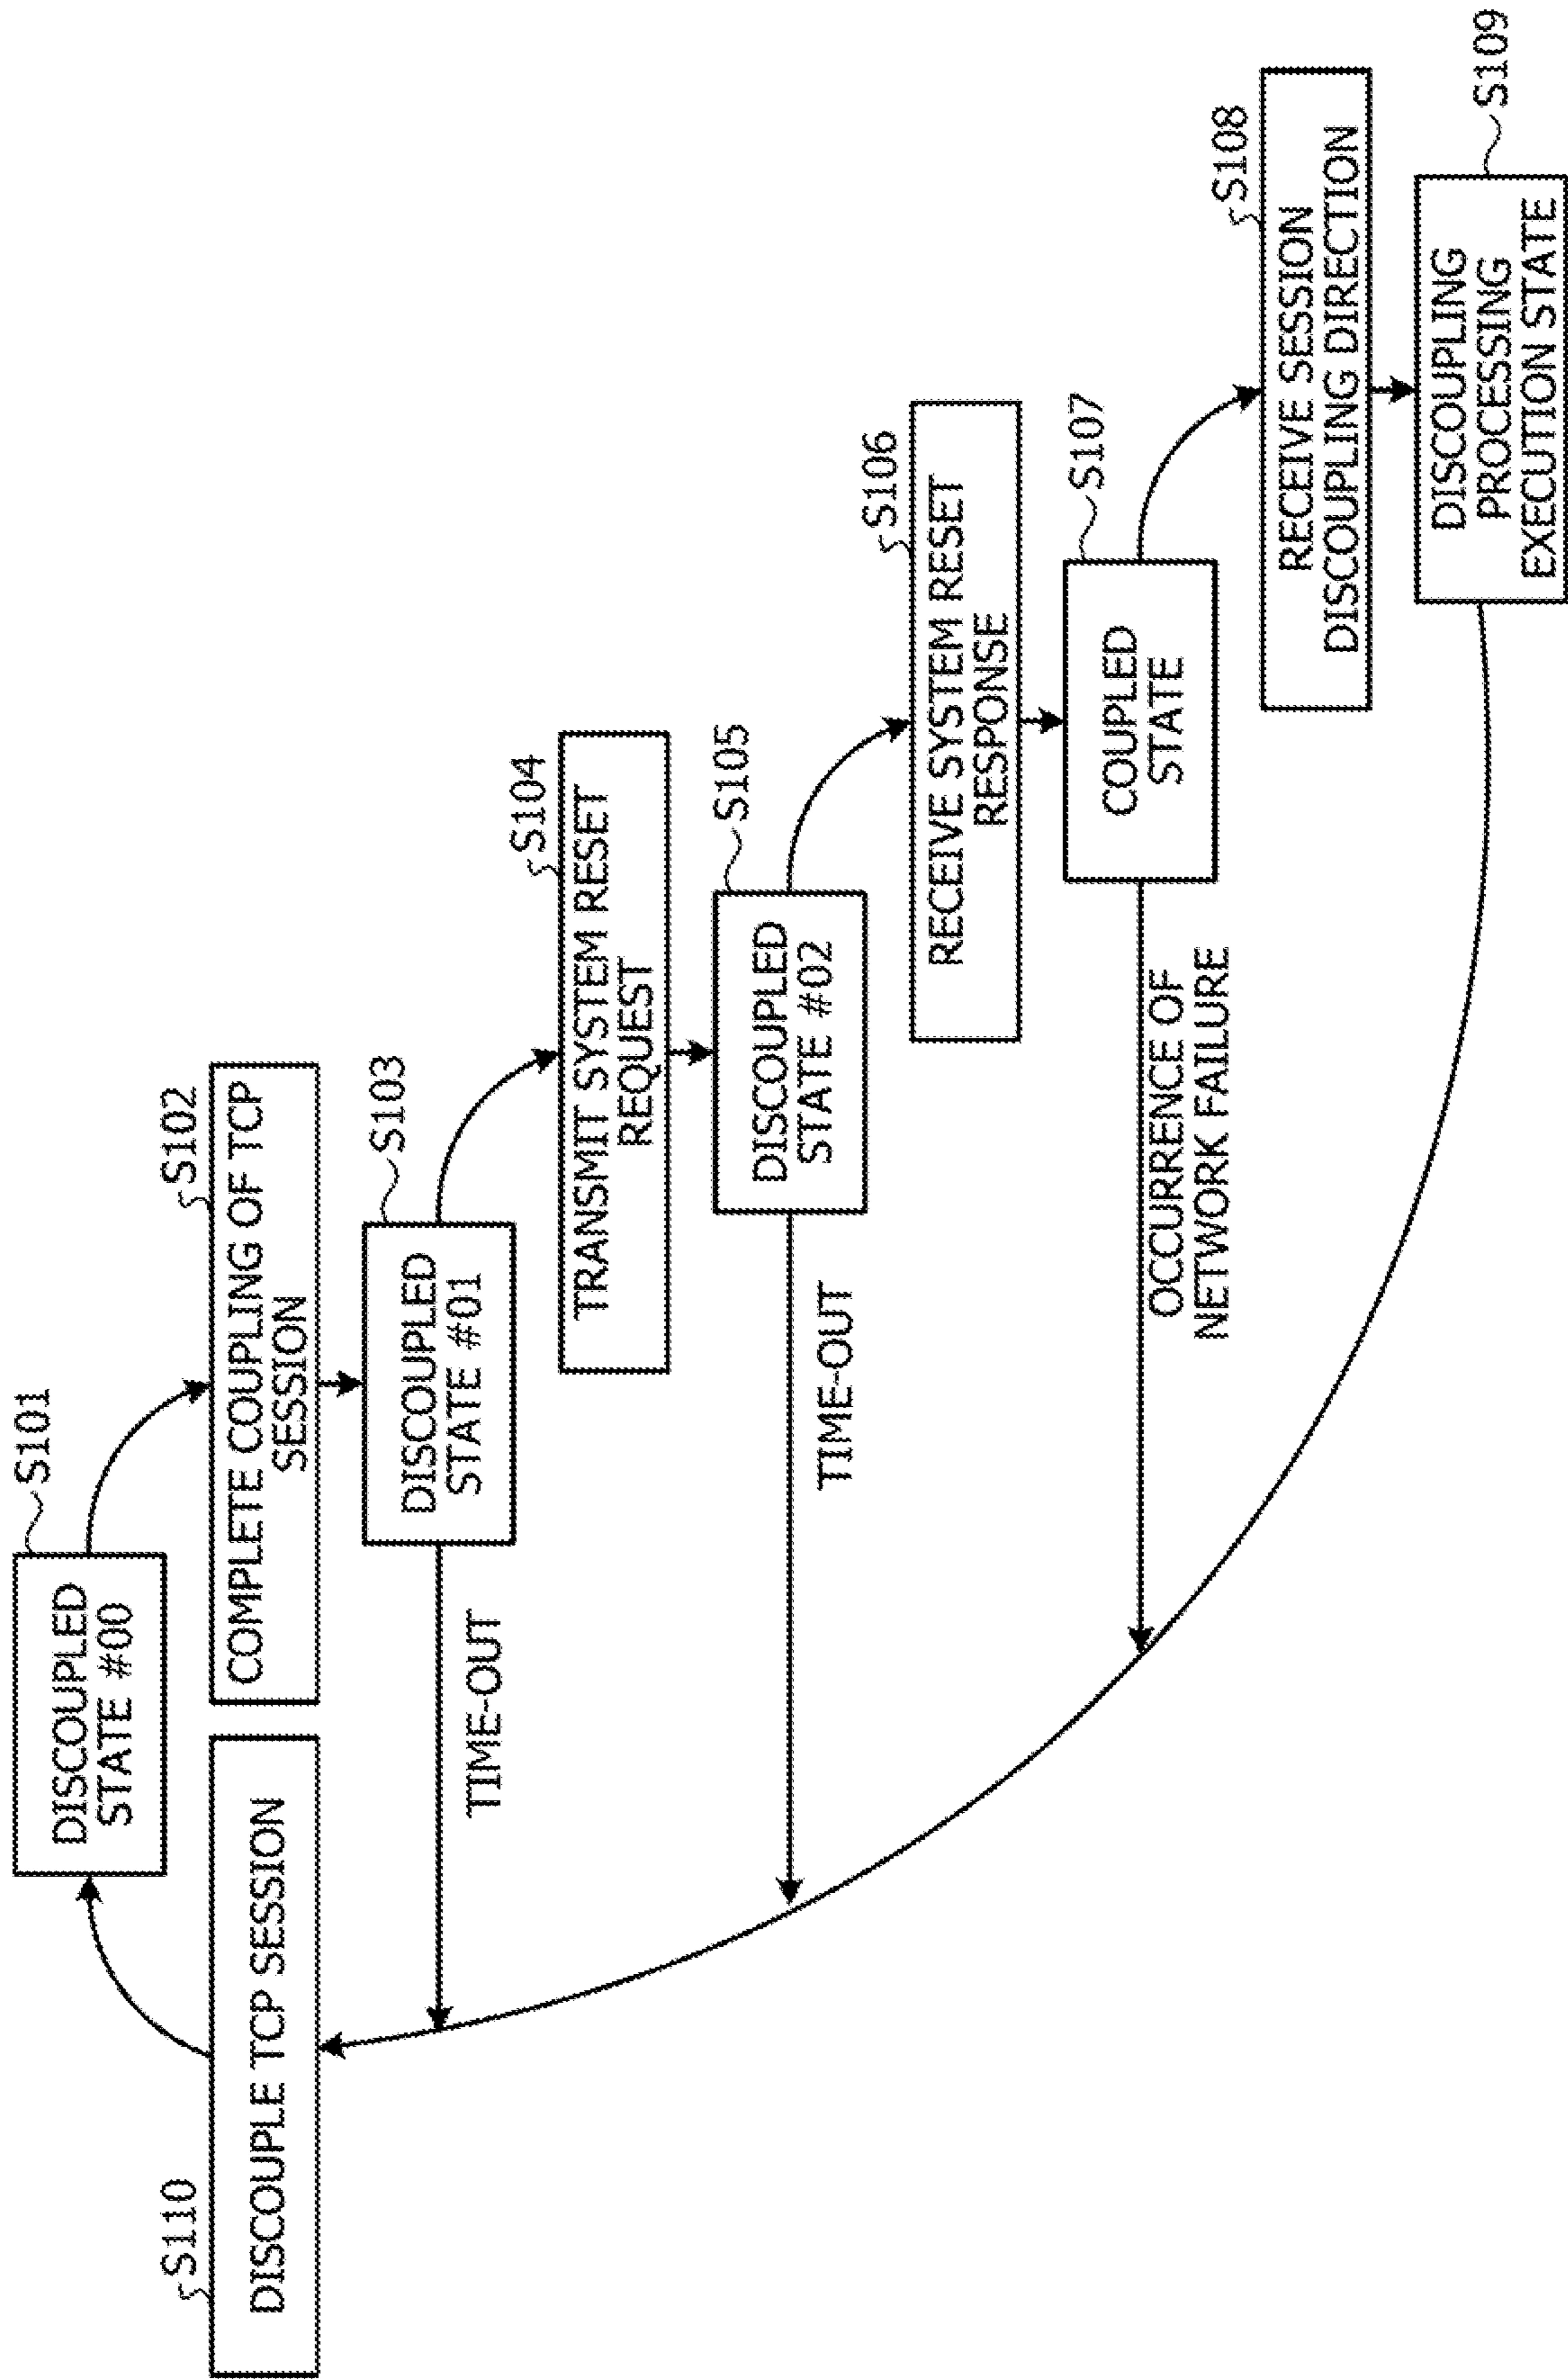 S101
DISCOUPLED
STATE #00
S110
DISCOUPLE TCP SESSION
S102
COMPLETE COUPLING OF TCP
SESSION
S103
DISCOUPLED
STATE #01
TIME-OUT
S104
TRANSMIT SYSTEM RESET
REQUEST
S105
DISCOUPLED
STATE #02
TIME-OUT
S106
RECEIVE SYSTEM RESET
RESPONSE
S107
COUPLED
STATE
OCCURRENCE OF
NETWORK FAILURE
S108
RECEIVE SESSION
DISCOUPLING DIRECTION
S109
DISCOUPLING
PROCESSING
EXECUTION STATE